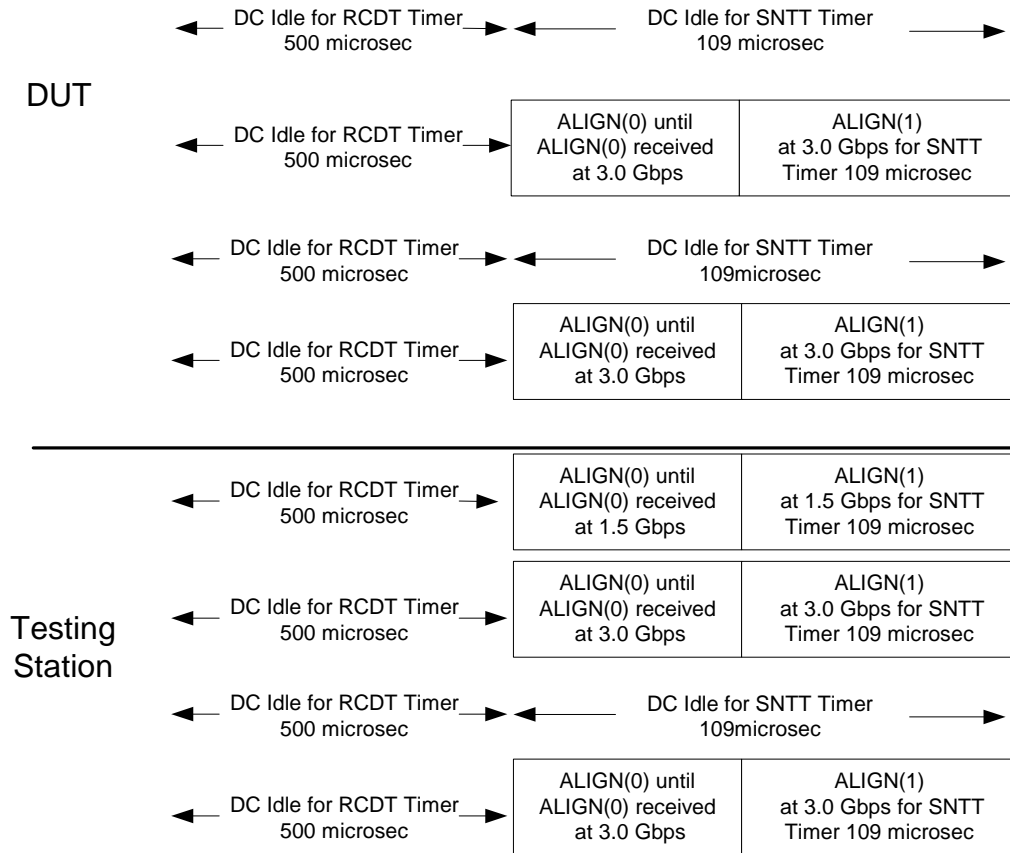 DC Idle for RCDT Timer
500 microsec
DC Idle for SNTT Timer
109 microsec
DUT
DC Idle for RCDT Timer
500 microsec
ALIGN(0) until
ALIGN(0) received
at 3.0 Gbps
ALIGN(1)
at 3.0 Gbps for SNTT
Timer 109 microsec
DC Idle for RCDT Timer
500 microsec
DC Idle for SNTT Timer
109microsec
DC Idle for RCDT Timer
500 microsec
ALIGN(0) until
ALIGN(0) received
at 3.0 Gbps
ALIGN(1)
at 3.0 Gbps for SNTT
Timer 109 microsec
DC Idle for RCDT Timer
500 microsec
ALIGN(0) until
ALIGN(0) received
at 1.5 Gbps
ALIGN(1)
at 1.5 Gbps for SNTT
Timer 109 microsec
Testing
Station
DC Idle for RCDT Timer
500 microsec
ALIGN(0) until
ALIGN(0) received
at 3.0 Gbps
ALIGN(1)
at 3.0 Gbps for SNTT
Timer 109 microsec
DC Idle for RCDT Timer
500 microsec
DC Idle for SNTT Timer
109microsec
DC Idle for RCDT Timer
500 microsec
ALIGN(0) until
ALIGN(0) received
at 3.0 Gbps
ALIGN(1)
at 3.0 Gbps for SNTT
Timer 109 microsec